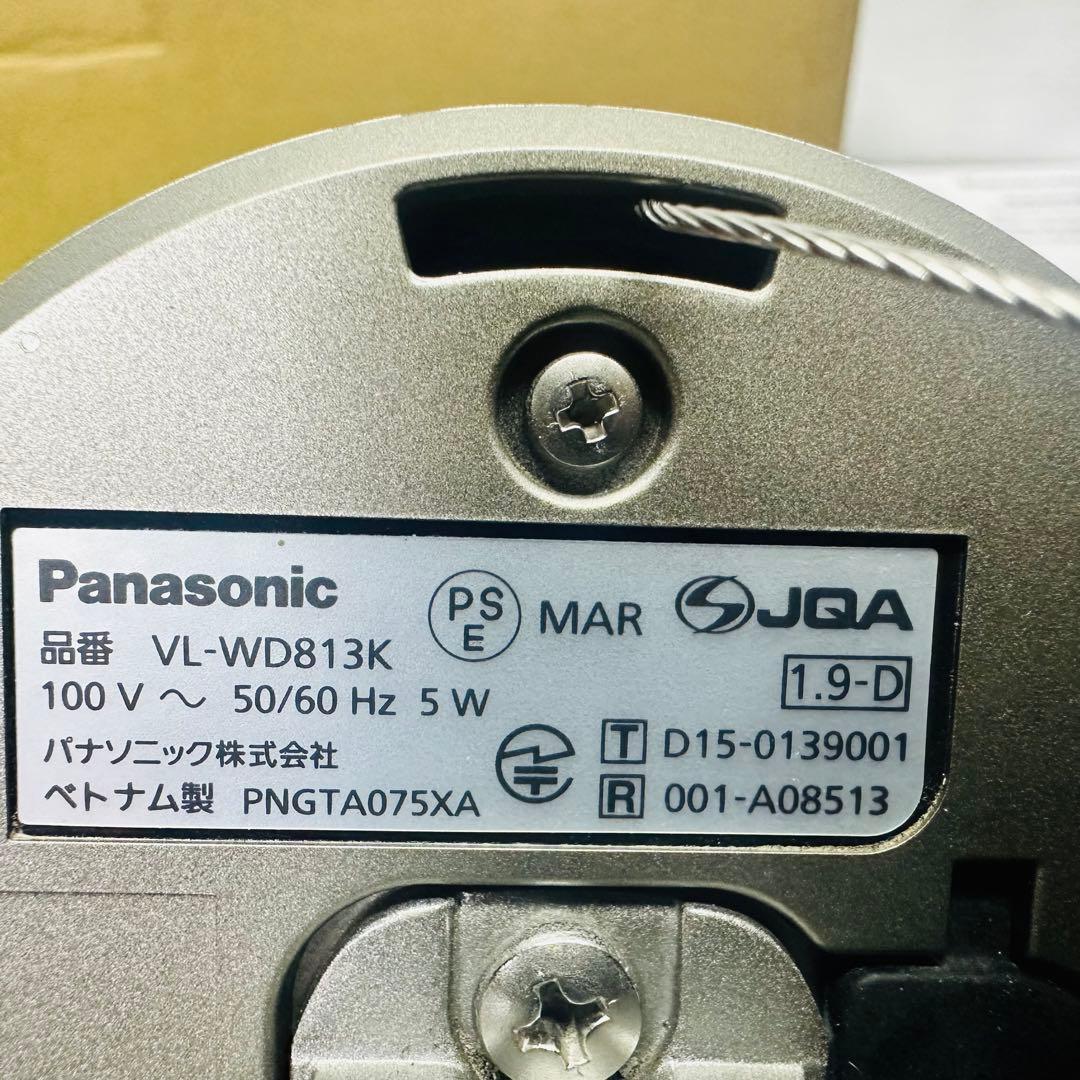 Panasonic
PS
E
MAR
JQA
品番 VL-WD813K
1.9-D
100 V ～ 50/60 Hz 5 W
パナソニック株式会社
T D15-0139001
ベトナム製 PNGTA075XA
R 001-A08513